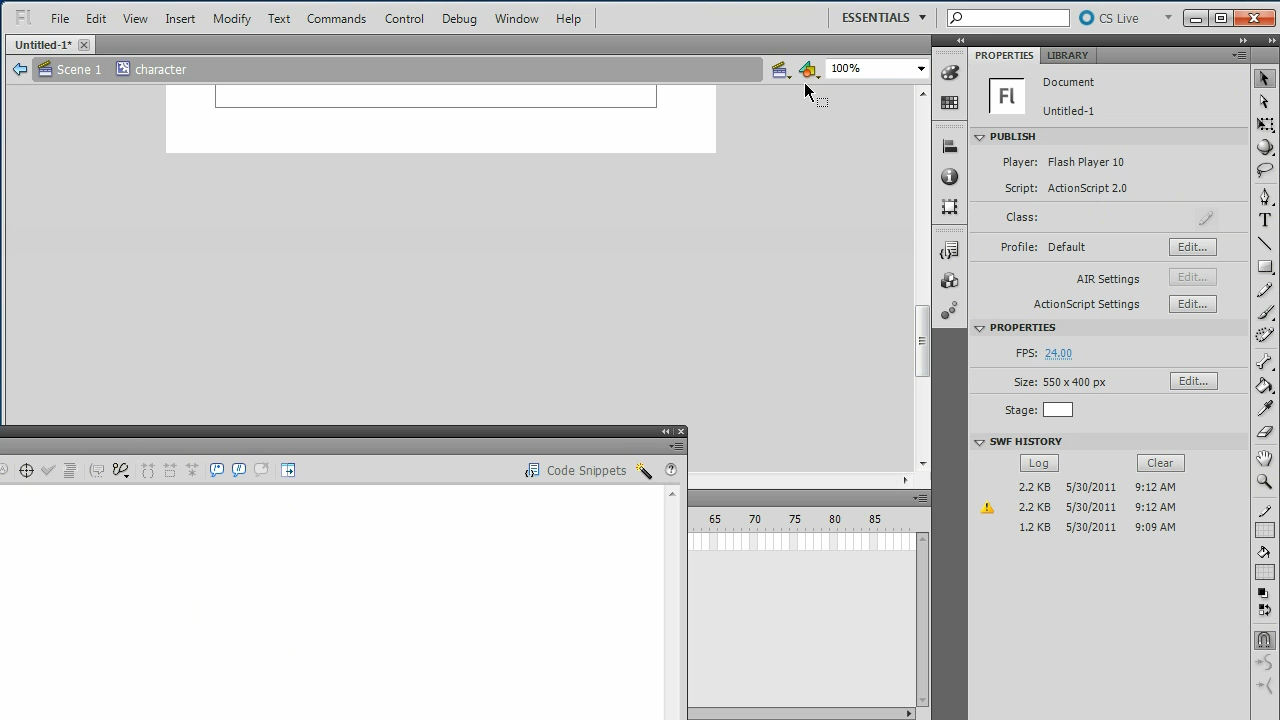 Fl File Edit View Insert Modify Text Commands Control Debug Window Help ESSENTIALS CS Live
Untitled-1*
Scene 1 character 100%
PROPERTIES LIBRARY
Fl
Document
Untitled-1
PUBLISH
Player: Flash Player 10
Script: ActionScript 2.0
Class:
Profile: Default Edit...
AIR Settings Edit...
ActionScript Settings Edit...
PROPERTIES
FPS: 24.00
Size: 550 x 400 px Edit...
Stage:
SWF HISTORY
Log Clear
2.2 KB 5/30/2011 9:12 AM
2.2 KB 5/30/2011 9:12 AM
1.2 KB 5/30/2011 9:09 AM
Code Snippets
65 70 75 80 85